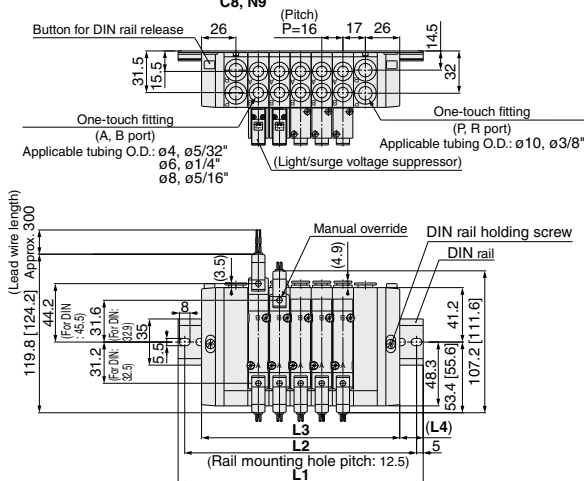 C8, N9
(Pitch)
P=16
26
17
26
14.5
Button for DIN rail release
31.5
15.5
32
One-touch fitting
(A, B port)
Applicable tubing O.D.: ø4, ø5/32"
ø6, ø1/4"
ø8, ø5/16"
One-touch fitting
(P, R port)
Applicable tubing O.D.: ø10, ø3/8"
(Light/surge voltage suppressor)
(Lead wire length)
Approx. 300
Manual override
(3.5)
(4.9)
DIN rail holding screw
DIN rail
119.8 [124.2]
44.2
(For DIN : 45.5)
31.6
(For DIN: 32.9)
8
35
5.5
31.2
(For DIN: 32.5)
B
A
41.2
48.3
53.4 [55.6]
107.2 [111.6]
L3
(L4)
L2
5
(Rail mounting hole pitch: 12.5)
L1